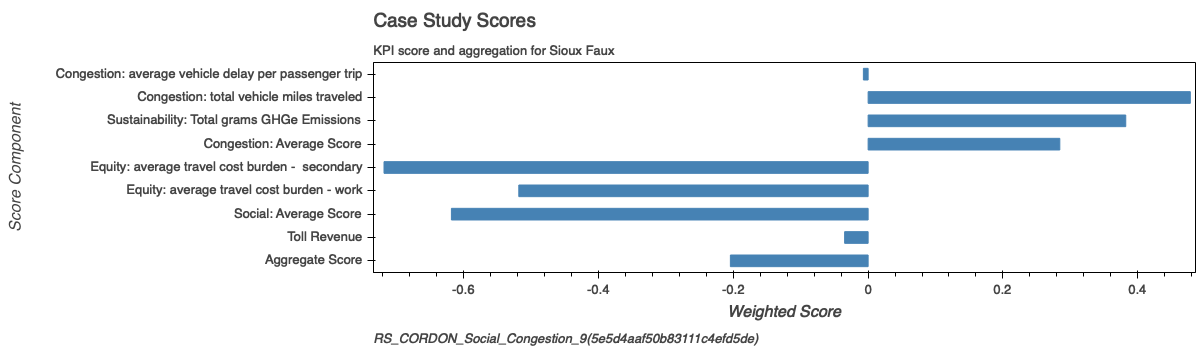 Case Study Scores
KPI score and aggregation for Sioux Faux
Score Component
Congestion: average vehicle delay per passenger trip
Congestion: total vehicle miles traveled
Sustainability: Total grams GHGe Emissions
Congestion: Average Score
Equity: average travel cost burden -  secondary
Equity: average travel cost burden - work
Social: Average Score
Toll Revenue
Aggregate Score
-0.6 -0.4 -0.2 0 0.2 0.4
Weighted Score
RS_CORDON_Social_Congestion_9(5e5d4aaf50b83111c4efd5de)